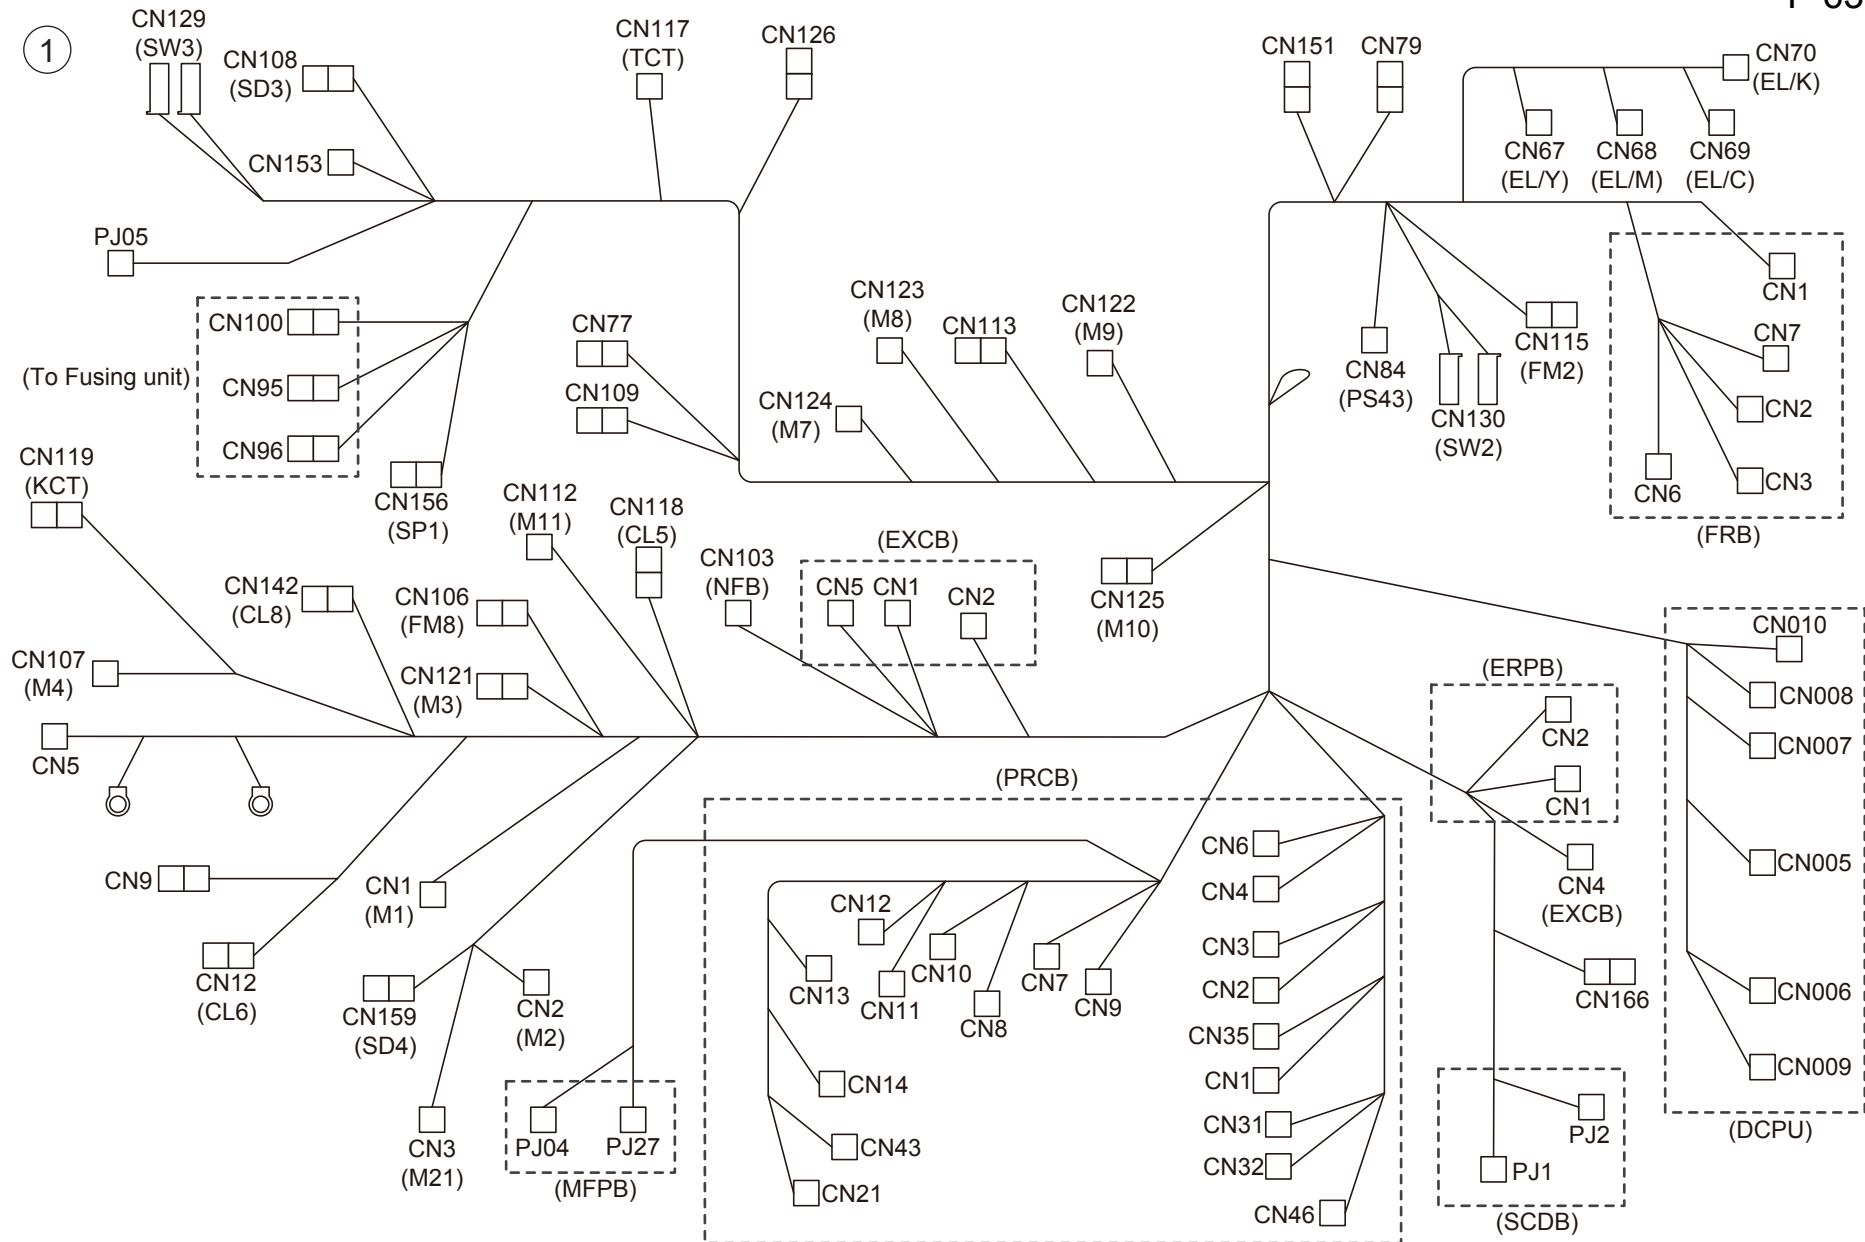 1
CN129
(SW3)
CN108
(SD3)
CN117
(TCT)
CN126
CN151
CN79
CN70
(EL/K)
CN153
CN67
(EL/Y)
CN68
(EL/M)
CN69
(EL/C)
PJ05
CN1
CN100
(To Fusing unit)
CN95
CN96
CN156
(SP1)
CN77
CN109
CN123
(M8)
CN113
CN122
(M9)
CN124
(M7)
CN84
(PS43)
CN130
(SW2)
CN115
(FM2)
CN7
CN2
CN3
CN6
(FRB)
CN119
(KCT)
CN112
(M11)
CN118
(CL5)
CN103
(NFB)
(EXCB)
CN5
CN1
CN2
CN125
(M10)
CN142
(CL8)
CN106
(FM8)
CN107
(M4)
CN121
(M3)
CN5
CN010
CN008
CN007
CN005
CN006
CN009
(DCPU)
(ERPB)
CN2
CN1
CN4
(EXCB)
CN166
PJ2
PJ1
(SCDB)
(PRCB)
CN6
CN4
CN3
CN2
CN35
CN1
CN31
CN32
CN46
CN12
CN13
CN11
CN10
CN8
CN7
CN9
CN14
CN43
CN21
CN9
CN1
(M1)
CN12
(CL6)
CN159
(SD4)
CN2
(M2)
CN3
(M21)
PJ04
PJ27
(MFPB)